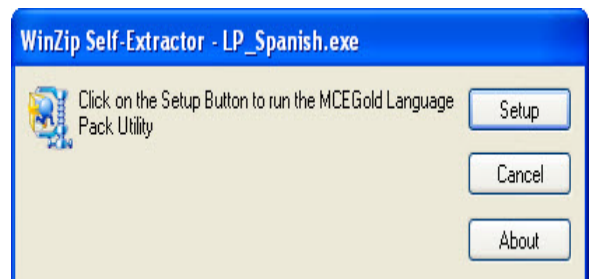 WinZip Self-Extractor - LP_Spanish.exe
Click on the Setup Button to run the MCEGold Language
Pack Utility
Setup
Cancel
About